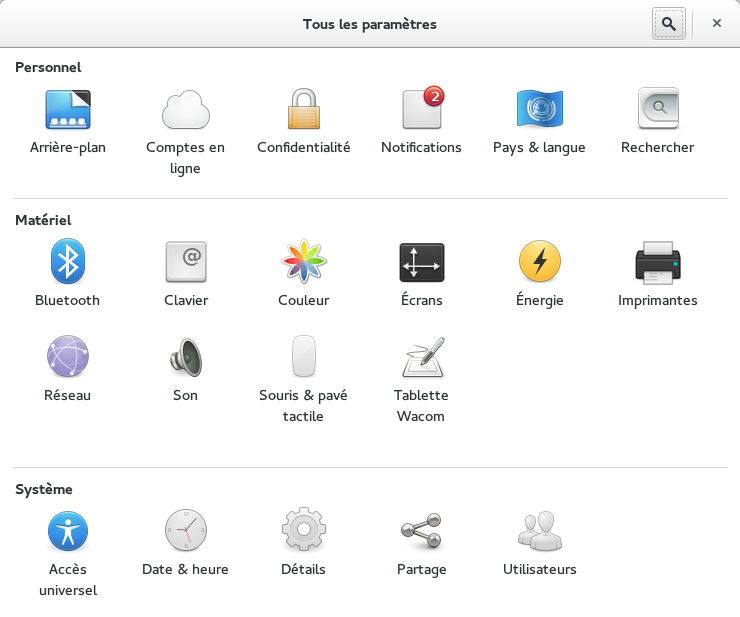 Tous les paramètres
Personnel
2
Arrière-plan
Comptes en
ligne
Confidentialité
Notifications
Pays & langue
Rechercher
Matériel
@
Bluetooth
Clavier
Couleur
Écrans
Énergie
Imprimantes
Réseau
Son
Souris & pavé
tactile
Tablette
Wacom
Système
Accès
universel
Date & heure
Détails
Partage
Utilisateurs